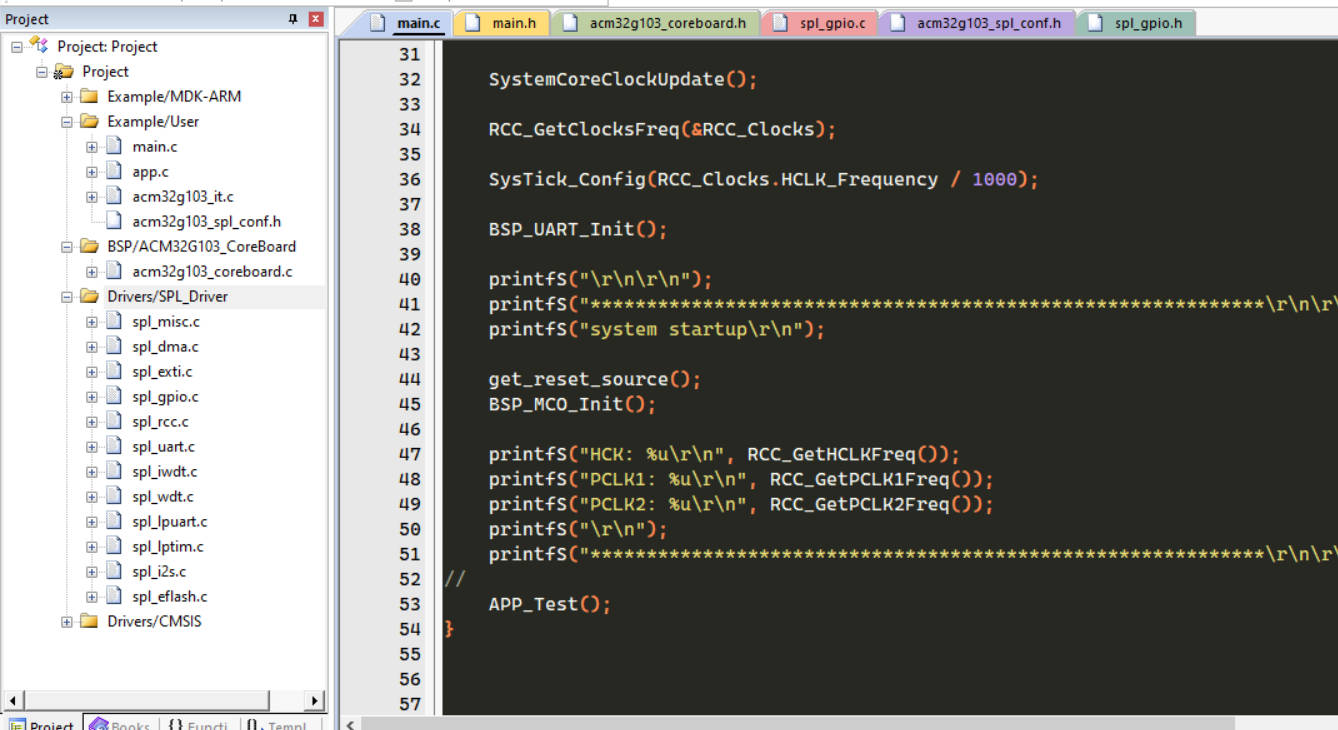 Project
main.c main.h acm32g103_coreboard.h spl_gpio.c acm32g103_spl_conf.h spl_gpio.h
Project: Project
Project
Example/MDK-ARM
Example/User
main.c
app.c
acm32g103_it.c
acm32g103_spl_conf.h
BSP/ACM32G103_CoreBoard
acm32g103_coreboard.c
Drivers/SPL_Driver
spl_misc.c
spl_dma.c
spl_exti.c
spl_gpio.c
spl_rcc.c
spl_uart.c
spl_iwdt.c
spl_wdt.c
spl_lpuart.c
spl_lptim.c
spl_i2s.c
spl_eflash.c
Drivers/CMSIS
Project Books {} Functi
31
32 SystemCoreClockUpdate();
33
34 RCC_GetClocksFreq(&RCC_Clocks);
35
36 SysTick_Config(RCC_Clocks.HCLK_Frequency / 1000);
37
38 BSP_UART_Init();
39
40 printfS("\r\n\r\n");
41 printfS("************************************************************\r\n\r\
42 printfS("system startup\r\n");
43
44 get_reset_source();
45 BSP_MCO_Init();
46
47 printfS("HCK: %u\r\n", RCC_GetHCLKFreq());
48 printfS("PCLK1: %u\r\n", RCC_GetPCLK1Freq());
49 printfS("PCLK2: %u\r\n", RCC_GetPCLK2Freq());
50 printfS("\r\n");
51 printfS("************************************************************\r\n\r\
52 //
53 APP_Test();
54 }
55
56
57